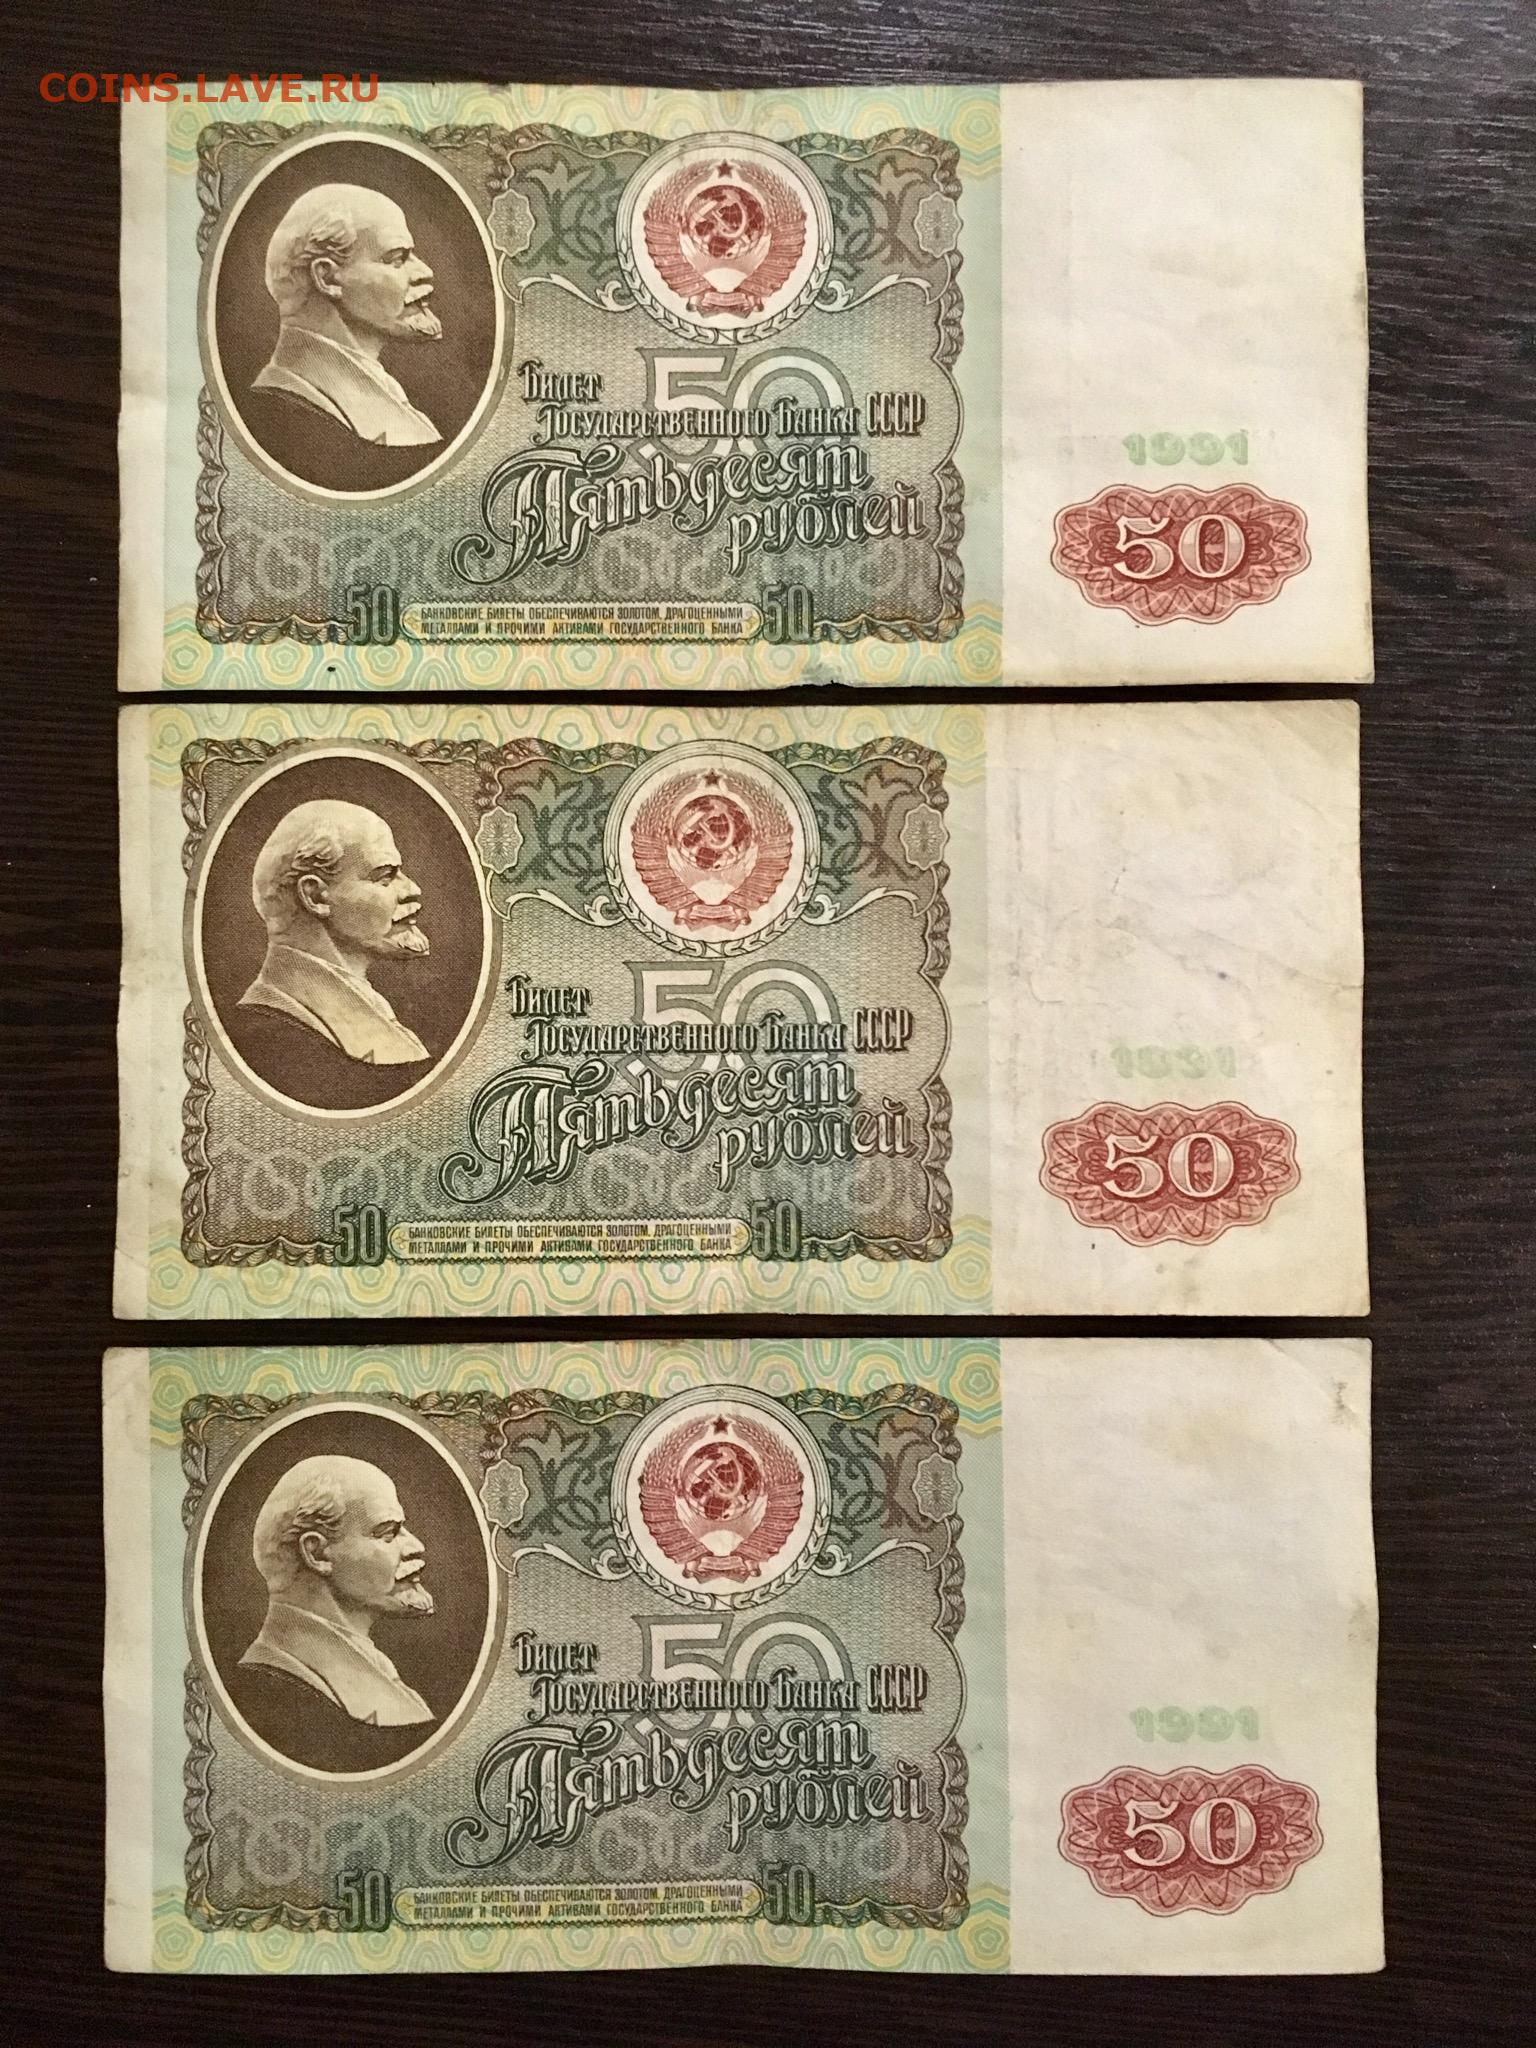 COINS.LAVE.RU
Билет
Государственного Банка СССР
50
Пятьдесят
рублей
1991
50
50
БАНКОВСКИЕ БИЛЕТЫ ОБЕСПЕЧИВАЮТСЯ ЗОЛОТОМ, ДРАГОЦЕННЫМИ
МЕТАЛЛАМИ И ПРОЧИМИ АКТИВАМИ ГОСУДАРСТВЕННОГО БАНКА
50
Билет
Государственного Банка СССР
50
Пятьдесят
рублей
1991
50
50
БАНКОВСКИЕ БИЛЕТЫ ОБЕСПЕЧИВАЮТСЯ ЗОЛОТОМ, ДРАГОЦЕННЫМИ
МЕТАЛЛАМИ И ПРОЧИМИ АКТИВАМИ ГОСУДАРСТВЕННОГО БАНКА
50
Билет
Государственного Банка СССР
50
Пятьдесят
рублей
1991
50
50
БАНКОВСКИЕ БИЛЕТЫ ОБЕСПЕЧИВАЮТСЯ ЗОЛОТОМ, ДРАГОЦЕННЫМИ
МЕТАЛЛАМИ И ПРОЧИМИ АКТИВАМИ ГОСУДАРСТВЕННОГО БАНКА
50